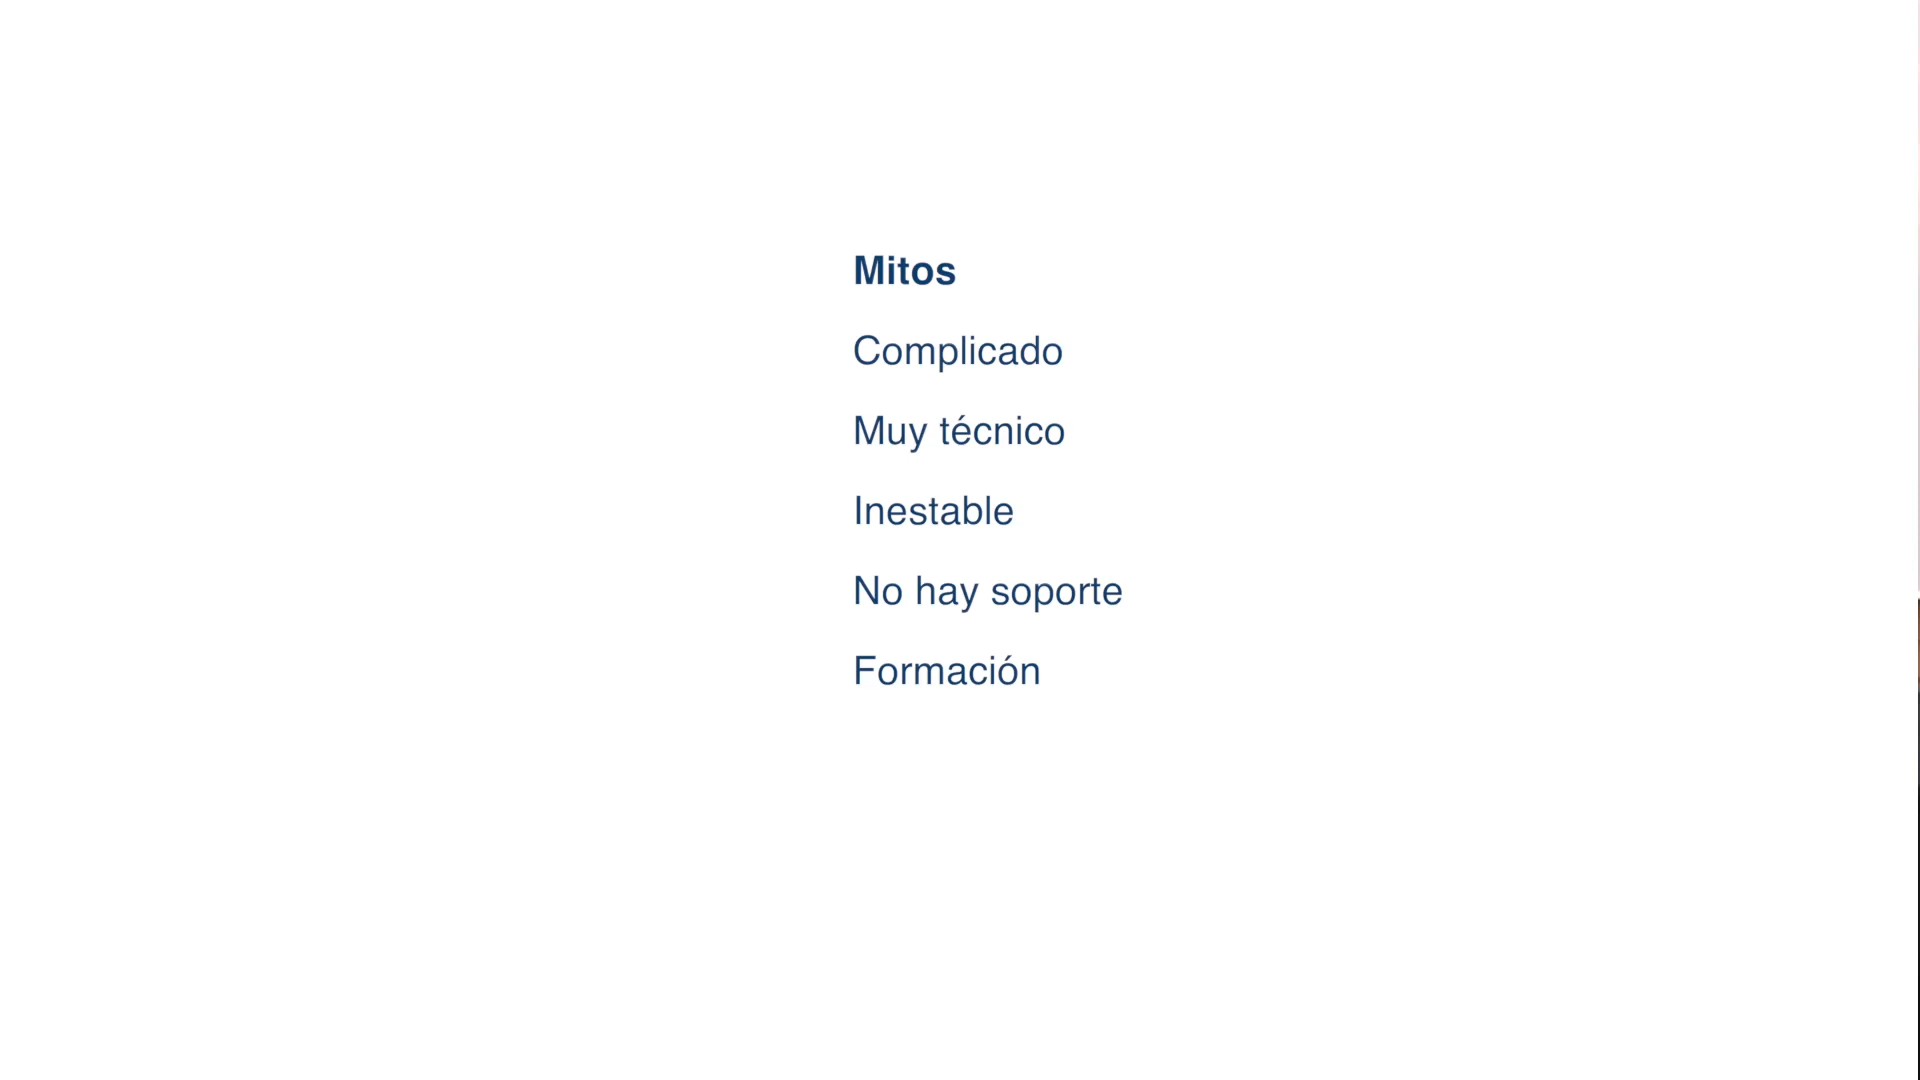 Mitos
Complicado
Muy técnico
Inestable
No hay soporte
Formación